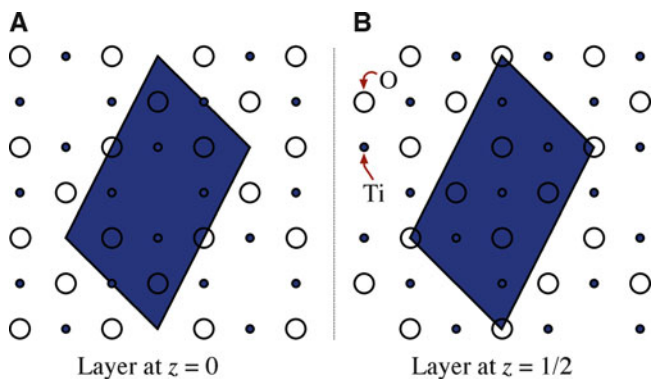 A
B
O
Ti
Layer at z = 0
Layer at z = 1/2